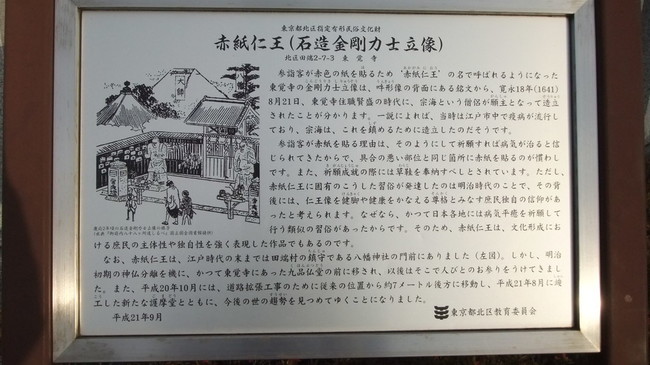 東京都北区指定有形民俗文化財
赤紙仁王(石造金剛力士立像)
北区田端2-7-3 東覚寺
参詣客が赤色の紙を貼るため“赤紙仁王”の名で呼ばれるようになった
東覚寺の金剛力士立像は、吽形像の背面にある銘文から、寛永18年(1641)
8月21日、東覚寺住職賢盛の時代に、宗海という僧侶が願主となって造立
されたことが分かります。一説によれば、当時は江戸市中で疫病が流行し
ており、宗海は、これを鎮めるために造立したのだそうです。
参詣客が赤紙を貼る理由は、そのようにして祈願すれば病気が治ると信
じられてきたからで、具合の悪い部位と同じ箇所に赤紙を貼るのが慣わし
です。また、祈願成就の際には草鞋を奉納すべしとされています。ただし、
赤紙仁王に固有のこうした習俗が発達したのは明治時代のことで、その背
後には、仁王像を健脚や健康をかなえる尊格とみなす庶民独自の信仰があ
ったと考えられます。なぜなら、かつて日本各地には病気平癒を祈願して
行う類似の習俗があったからです。そのため、赤紙仁王は、文化形成にお
ける庶民の主体性や独自性を強く表現した作品でもあるのです。
なお、赤紙仁王は、江戸時代の末までは田端村の鎮守である八幡神社の門前にありました(左図)。しかし、明治
初期の神仏分離を機に、かつて東覚寺にあった九品仏堂の前に移され、以後はそこで人びとのお参りをうけてきまし
た。また、平成20年10月には、道路拡張工事のために従来の位置から約7メートル後方に移動し、平成21年8月に竣
工した新たな護摩堂とともに、今後の世の趨勢を見つめてゆくことになりました。
平成21年9月
東京都北区教育委員会
大師